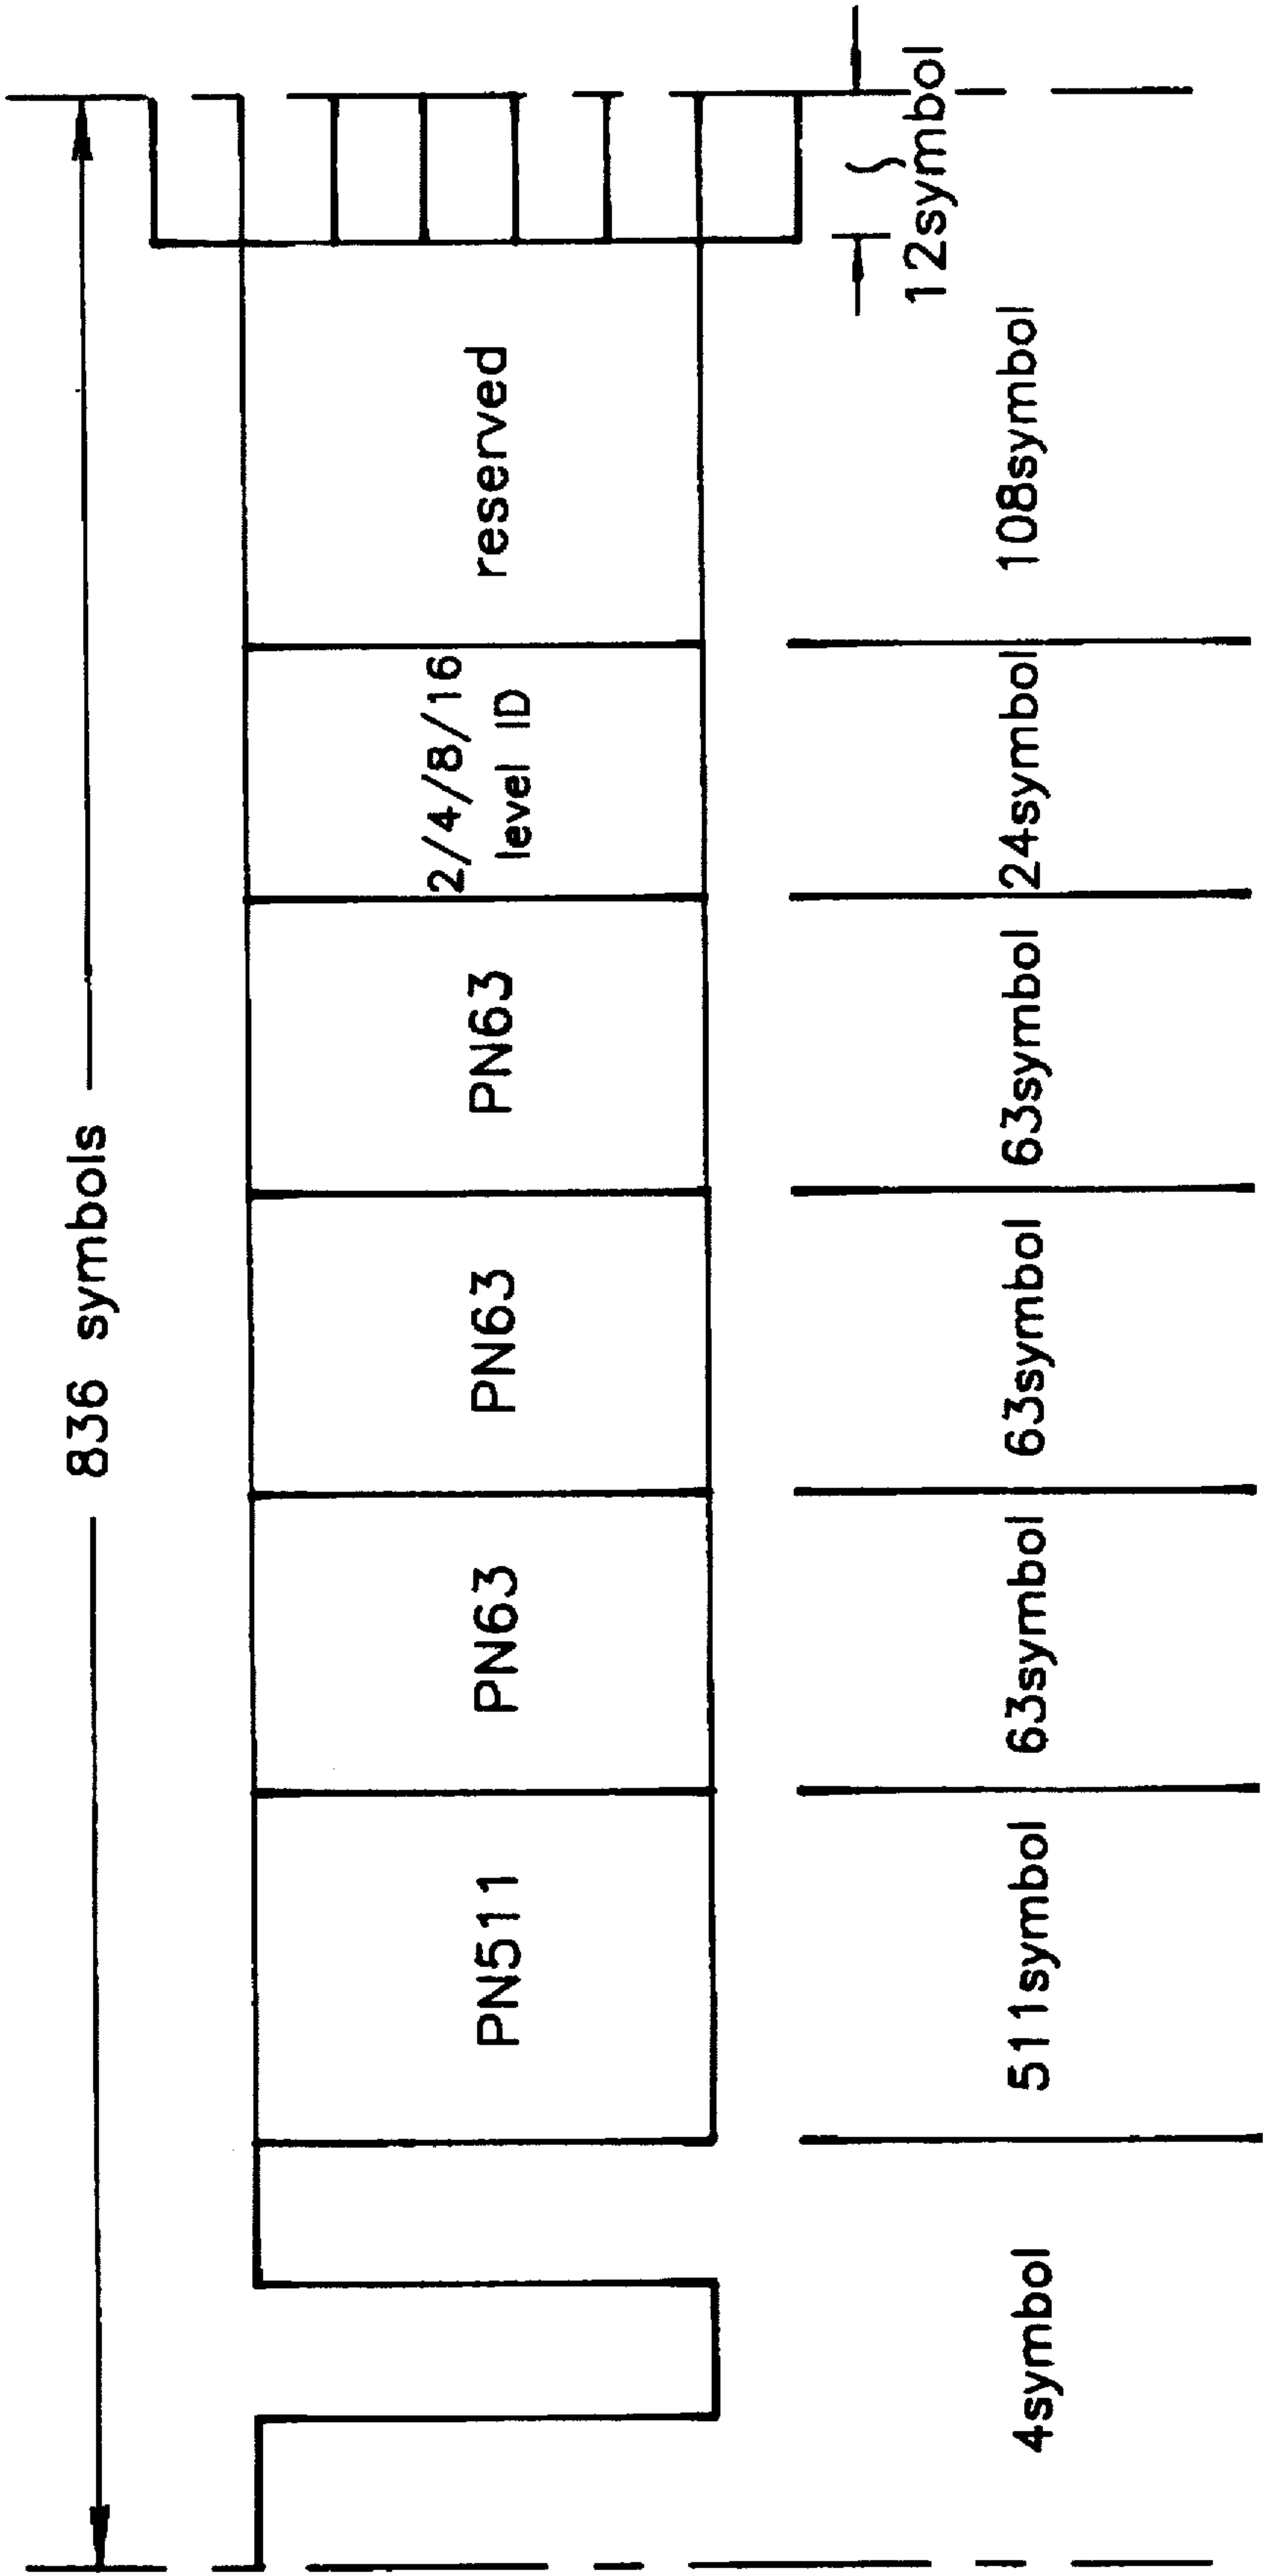 836 symbols
PN511
PN63
PN63
PN63
2/4/8/16
level ID
reserved
4symbol
511symbol
63symbol
63symbol
63symbol
24symbol
108symbol
12symbol